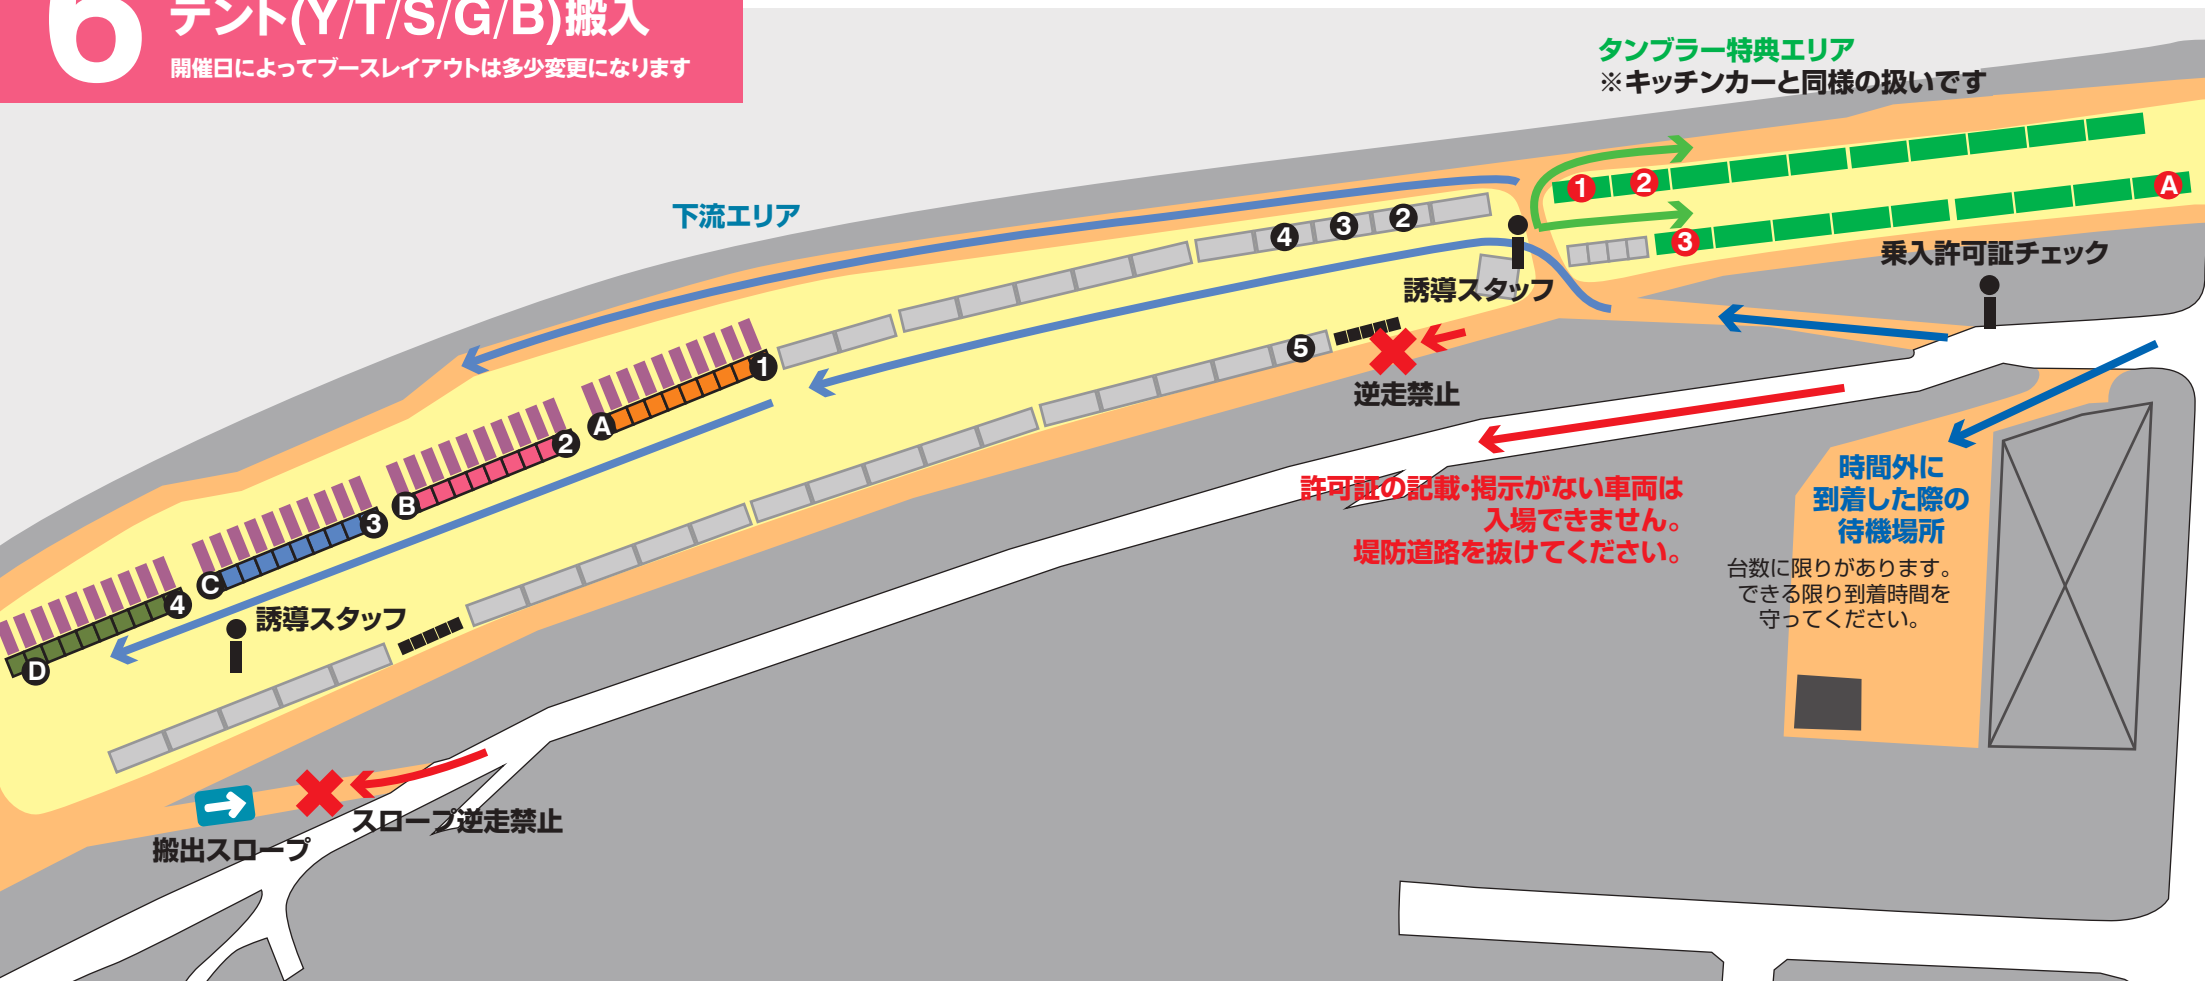 6
テント(Y/T/S/G/B)搬入
開催日によってブースレイアウトは多少変更になります
タンブラー特典エリア
※キッチンカーと同様の扱いです
下流エリア
1
2
A
3
4
3
2
誘導スタッフ
乗入許可証チェック
5
逆走禁止
1
A
2
B
3
C
4
D
誘導スタッフ
許可証の記載・掲示がない車両は
入場できません。
堤防道路を抜けてください。
時間外に
到着した際の
待機場所
台数に限りがあります。
できる限り到着時間を
守ってください。
スロープ逆走禁止
搬出スロープ